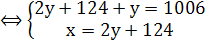 ⇔ { 2y + 124 + y = 1006
x = 2y + 124